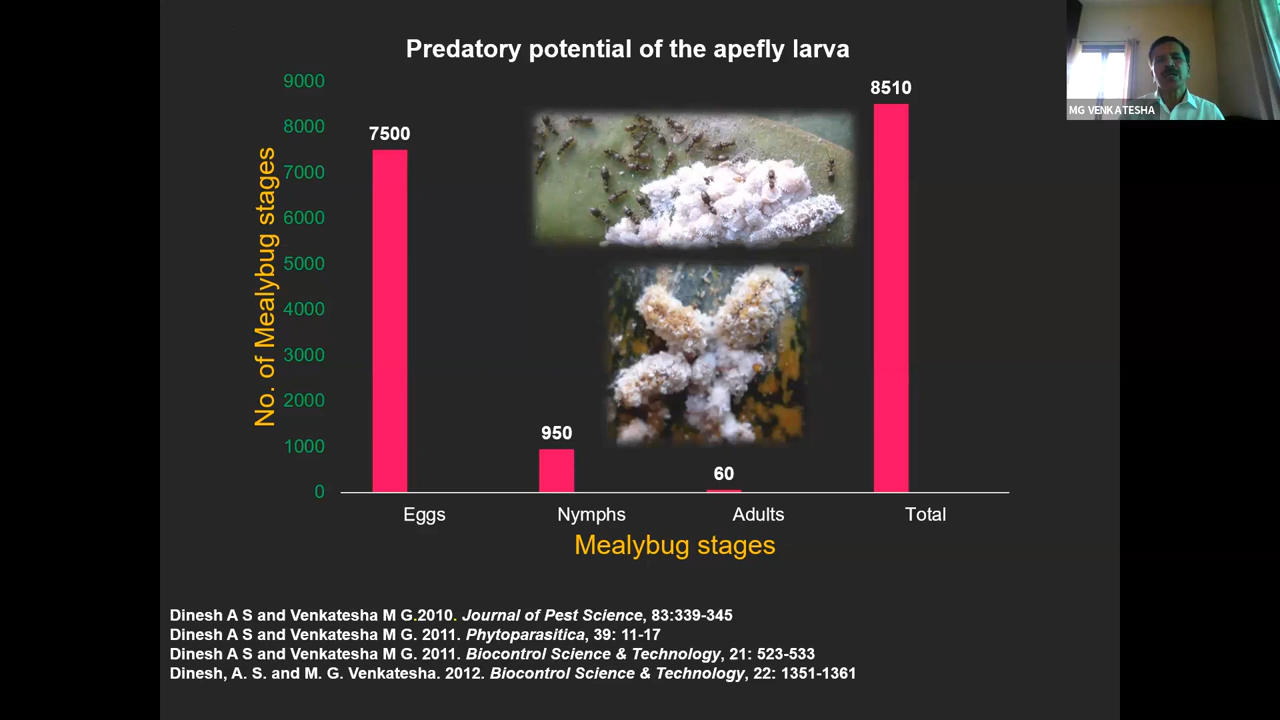 Predatory potential of the apefly larva
MG VENKATESHA
No. of Mealybug stages
9000
8000
7000
6000
5000
4000
3000
2000
1000
0
7500
950
60
8510
Eggs
Nymphs
Adults
Total
Mealybug stages
Dinesh A S and Venkatesha M G.2010. Journal of Pest Science, 83:339-345
Dinesh A S and Venkatesha M G. 2011. Phytoparasitica, 39: 11-17
Dinesh A S and Venkatesha M G. 2011. Biocontrol Science & Technology, 21: 523-533
Dinesh, A. S. and M. G. Venkatesha. 2012. Biocontrol Science & Technology, 22: 1351-1361